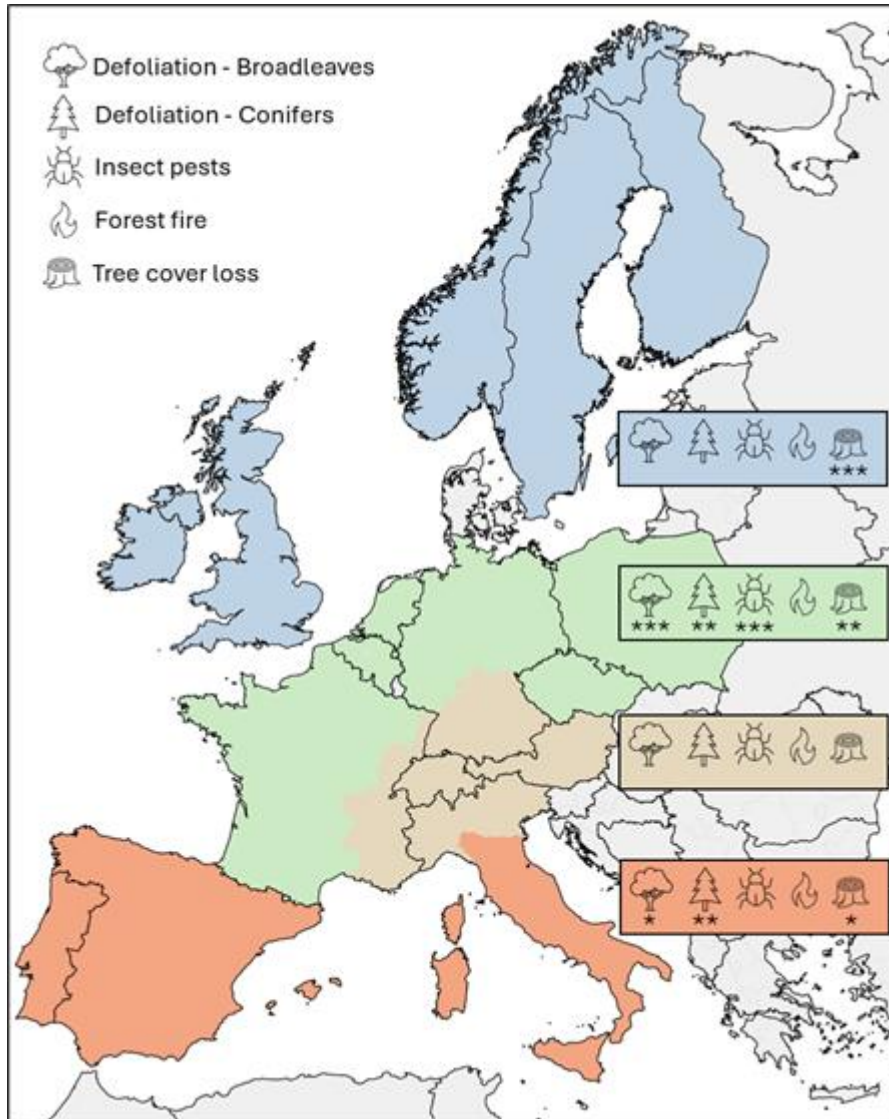 Defoliation - Broadleaves
Defoliation - Conifers
Insect pests
Forest fire
Tree cover loss
***
*** ** *** **
* ** *